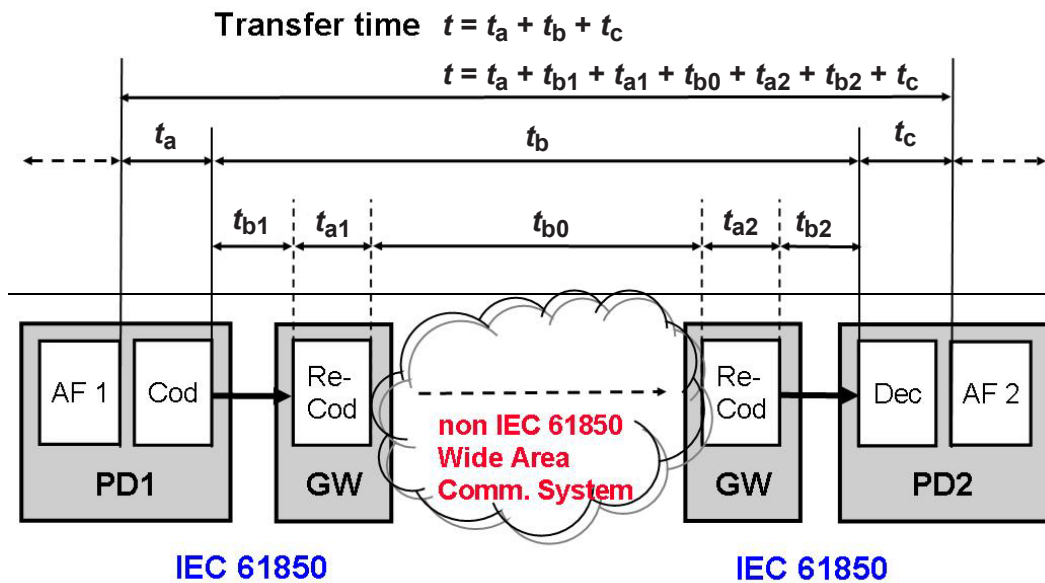 Transfer time t = ta + tb + tc
t = ta + tb1 + ta1 + tb0 + ta2 + tb2 + tc
ta tb tc
tb1 ta1 tb0 ta2 tb2
AF 1 Cod Re-Cod Re-Cod Dec AF 2
non IEC 61850
Wide Area
Comm. System
PD1 GW GW PD2
IEC 61850 IEC 61850